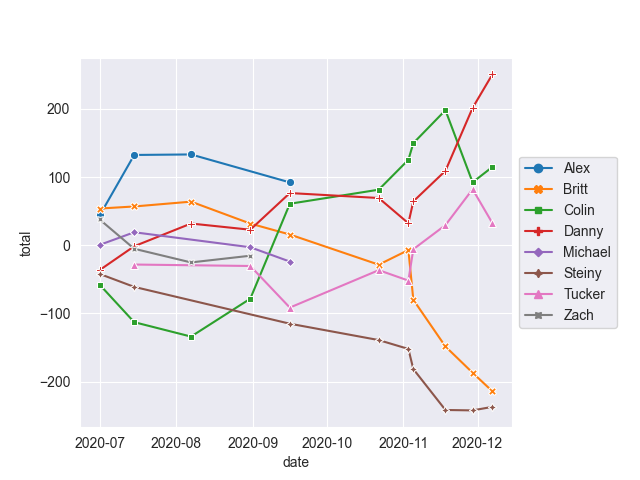 total
200
100
0
−100
−200
2020-07 2020-08 2020-09 2020-10 2020-11 2020-12
date
Alex
Britt
Colin
Danny
Michael
Steiny
Tucker
Zach